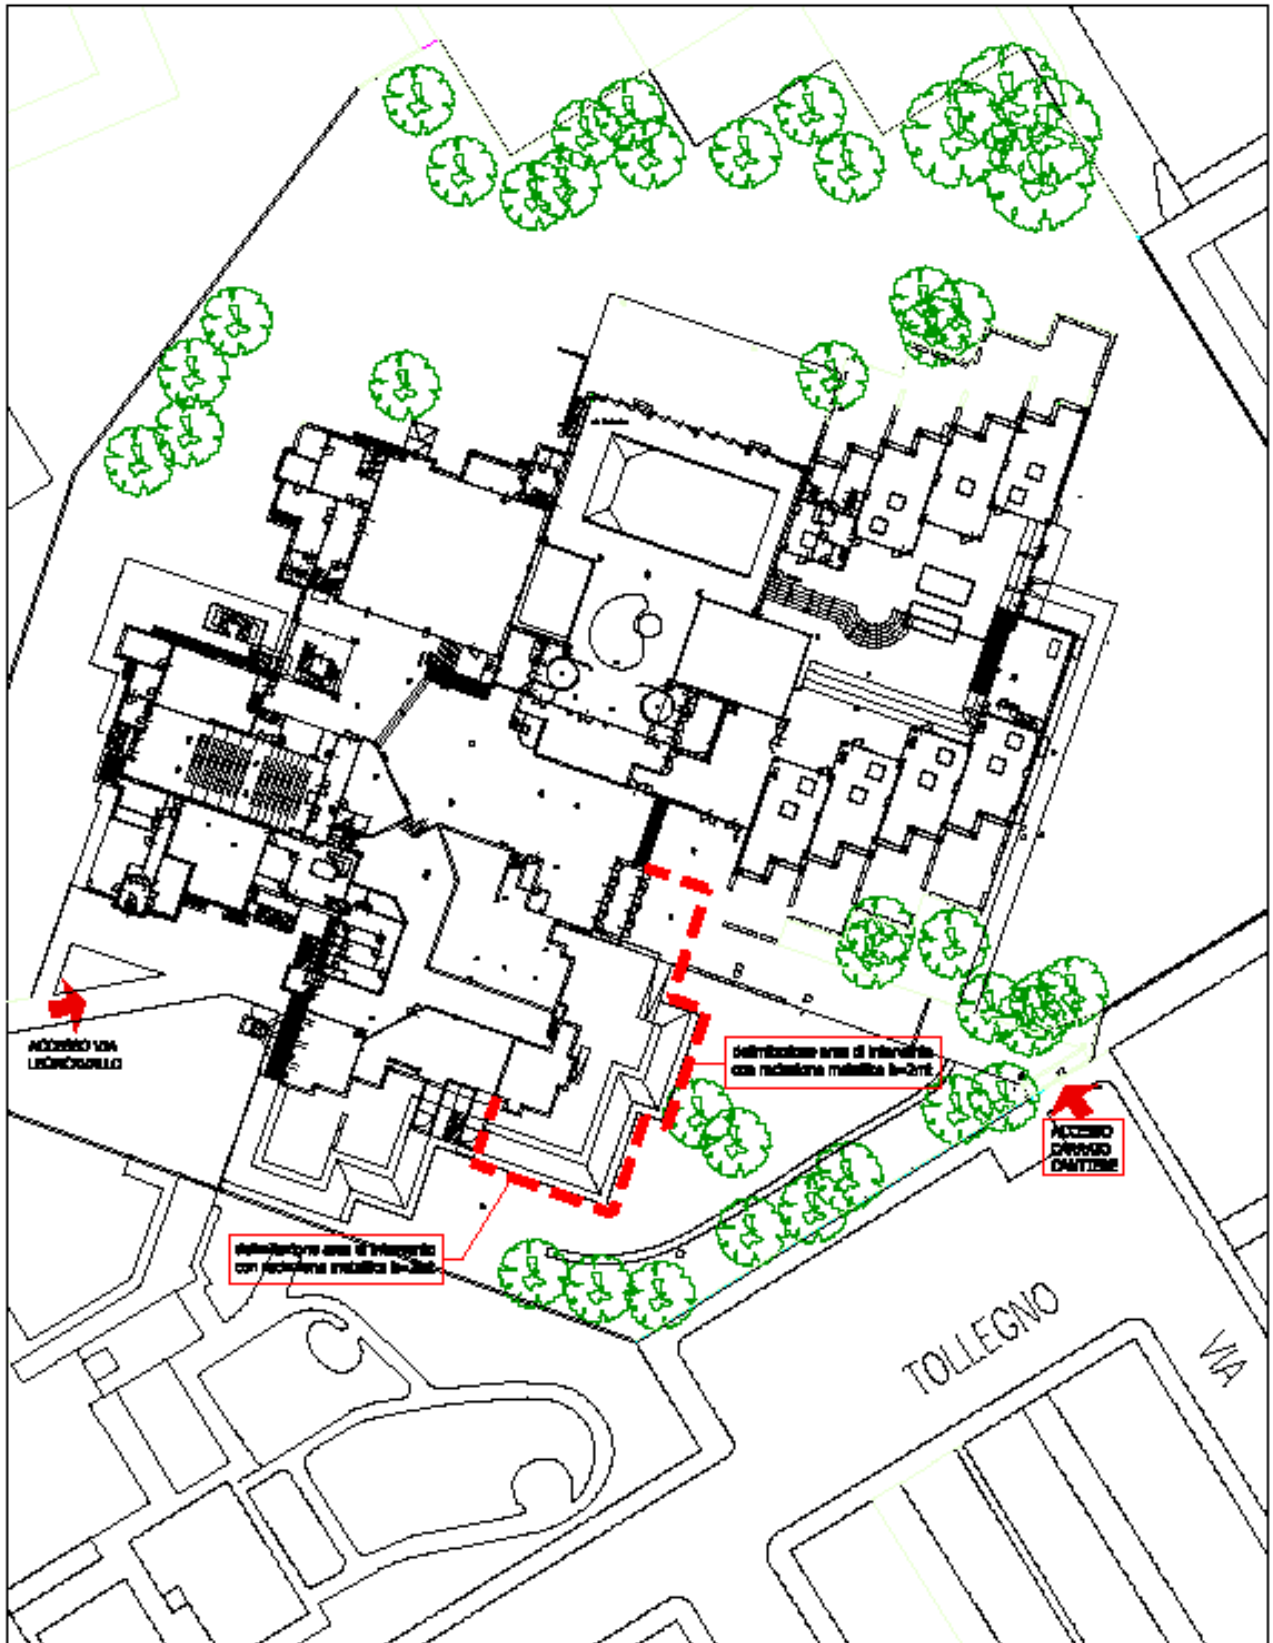 ACCESSO VIA
LEONCAVALLO
delimitazione area di intervento
con recinzione metallica h=2mt
ACCESSO
CARRAIO
CANTIERE
delimitazione area di intervento
con recinzione metallica h=2mt
TOLLEGNO
VIA